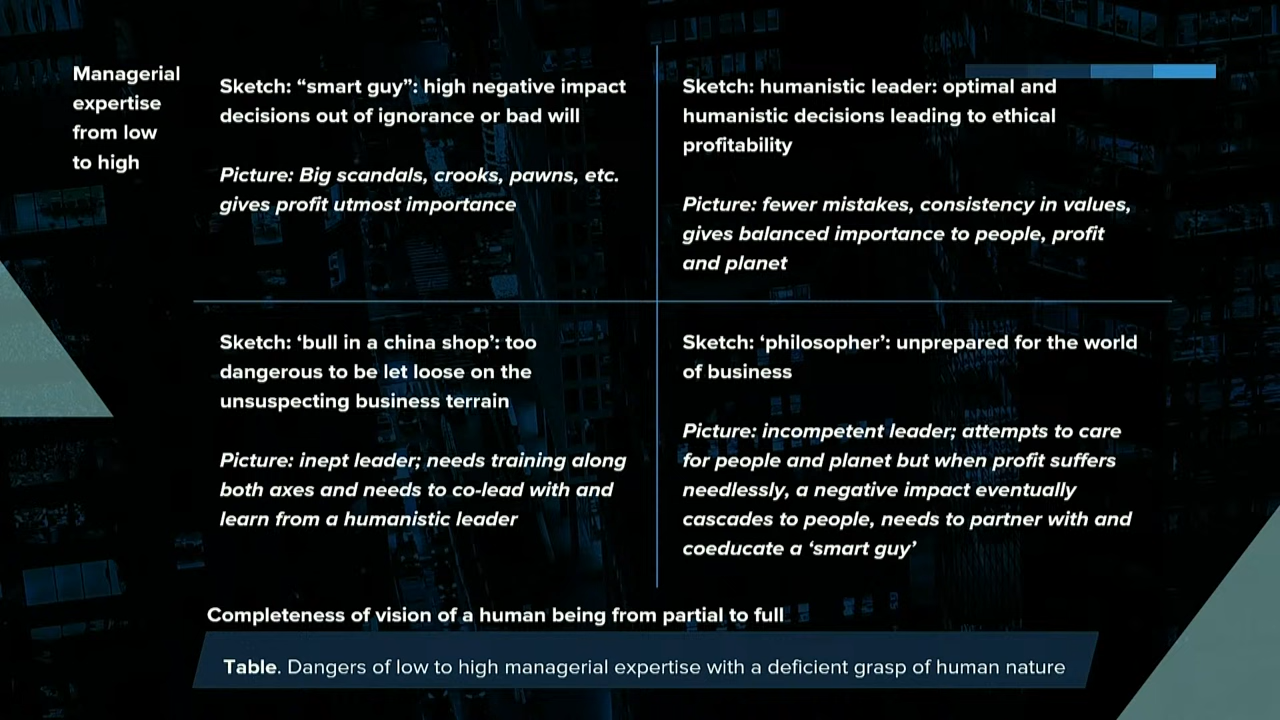 Managerial
expertise
from low
to high
Sketch: “smart guy”: high negative impact
decisions out of ignorance or bad will
Picture: Big scandals, crooks, pawns, etc.
gives profit utmost importance
Sketch: humanistic leader: optimal and
humanistic decisions leading to ethical
profitability
Picture: fewer mistakes, consistency in values,
gives balanced importance to people, profit
and planet
Sketch: ‘bull in a china shop’: too
dangerous to be let loose on the
unsuspecting business terrain
Picture: inept leader; needs training along
both axes and needs to co-lead with and
learn from a humanistic leader
Sketch: ‘philosopher’: unprepared for the world
of business
Picture: incompetent leader; attempts to care
for people and planet but when profit suffers
needlessly, a negative impact eventually
cascades to people, needs to partner with and
coeducate a ‘smart guy’
Completeness of vision of a human being from partial to full
Table. Dangers of low to high managerial expertise with a deficient grasp of human nature